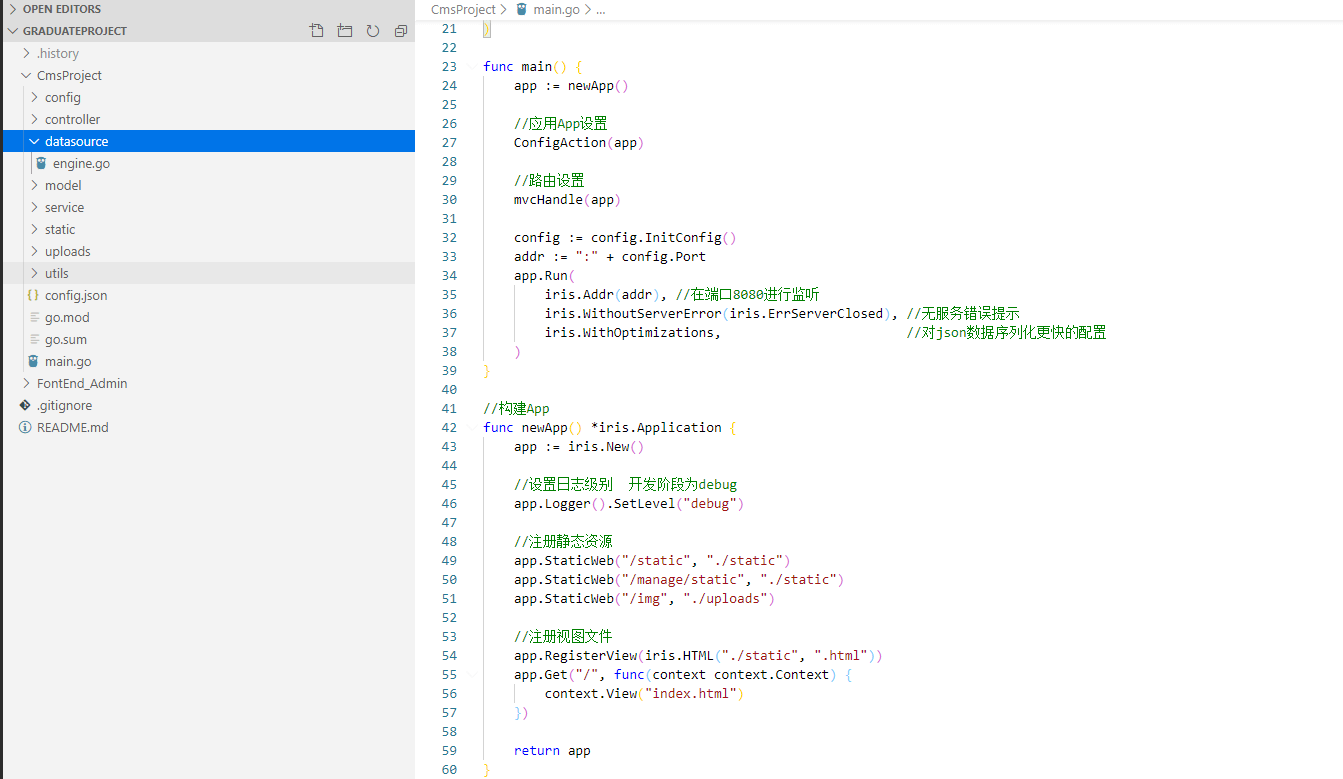 OPEN EDITORS
GRADUATEPROJECT
.history
CmsProject
config
controller
datasource
engine.go
model
service
static
uploads
utils
config.json
go.mod
go.sum
main.go
FontEnd_Admin
.gitignore
README.md
CmsProject > main.go > ...
21 )
22
23 func main() {
24 app := newApp()
25
26 //应用App设置
27 ConfigAction(app)
28
29 //路由设置
30 mvcHandle(app)
31
32 config := config.InitConfig()
33 addr := ":" + config.Port
34 app.Run(
35 iris.Addr(addr), //在端口8080进行监听
36 iris.WithoutServerError(iris.ErrServerClosed), //无服务错误提示
37 iris.WithOptimizations, //对json数据序列化更快的配置
38 )
39 }
40
41 //构建App
42 func newApp() *iris.Application {
43 app := iris.New()
44
45 //设置日志级别  开发阶段为debug
46 app.Logger().SetLevel("debug")
47
48 //注册静态资源
49 app.StaticWeb("/static", "./static")
50 app.StaticWeb("/manage/static", "./static")
51 app.StaticWeb("/img", "./uploads")
52
53 //注册视图文件
54 app.RegisterView(iris.HTML("./static", ".html"))
55 app.Get("/", func(context context.Context) {
56 context.View("index.html")
57 })
58
59 return app
60 }